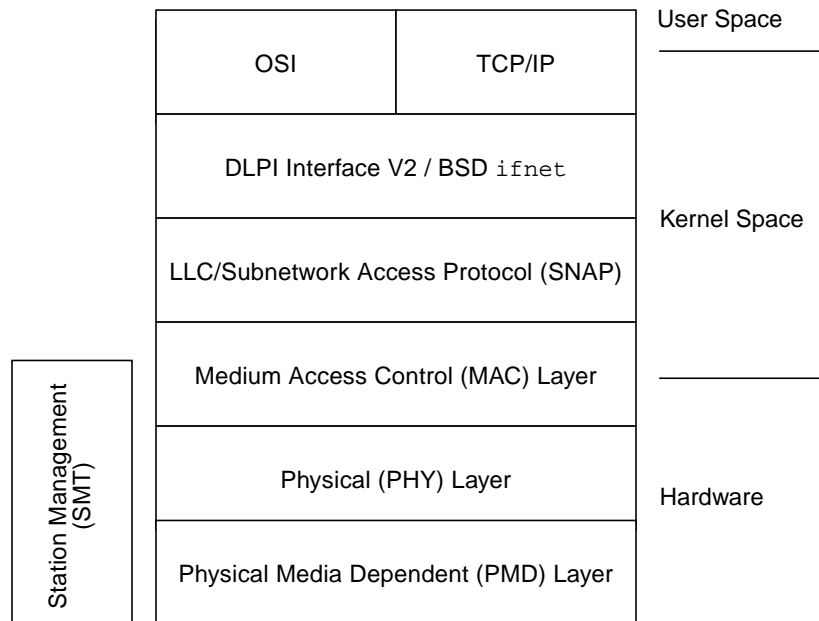 User Space
OSI
TCP/IP
DLPI Interface V2 / BSD ifnet
Kernel Space
LLC/Subnetwork Access Protocol (SNAP)
Medium Access Control (MAC) Layer
Station Management
(SMT)
Physical (PHY) Layer
Hardware
Physical Media Dependent (PMD) Layer